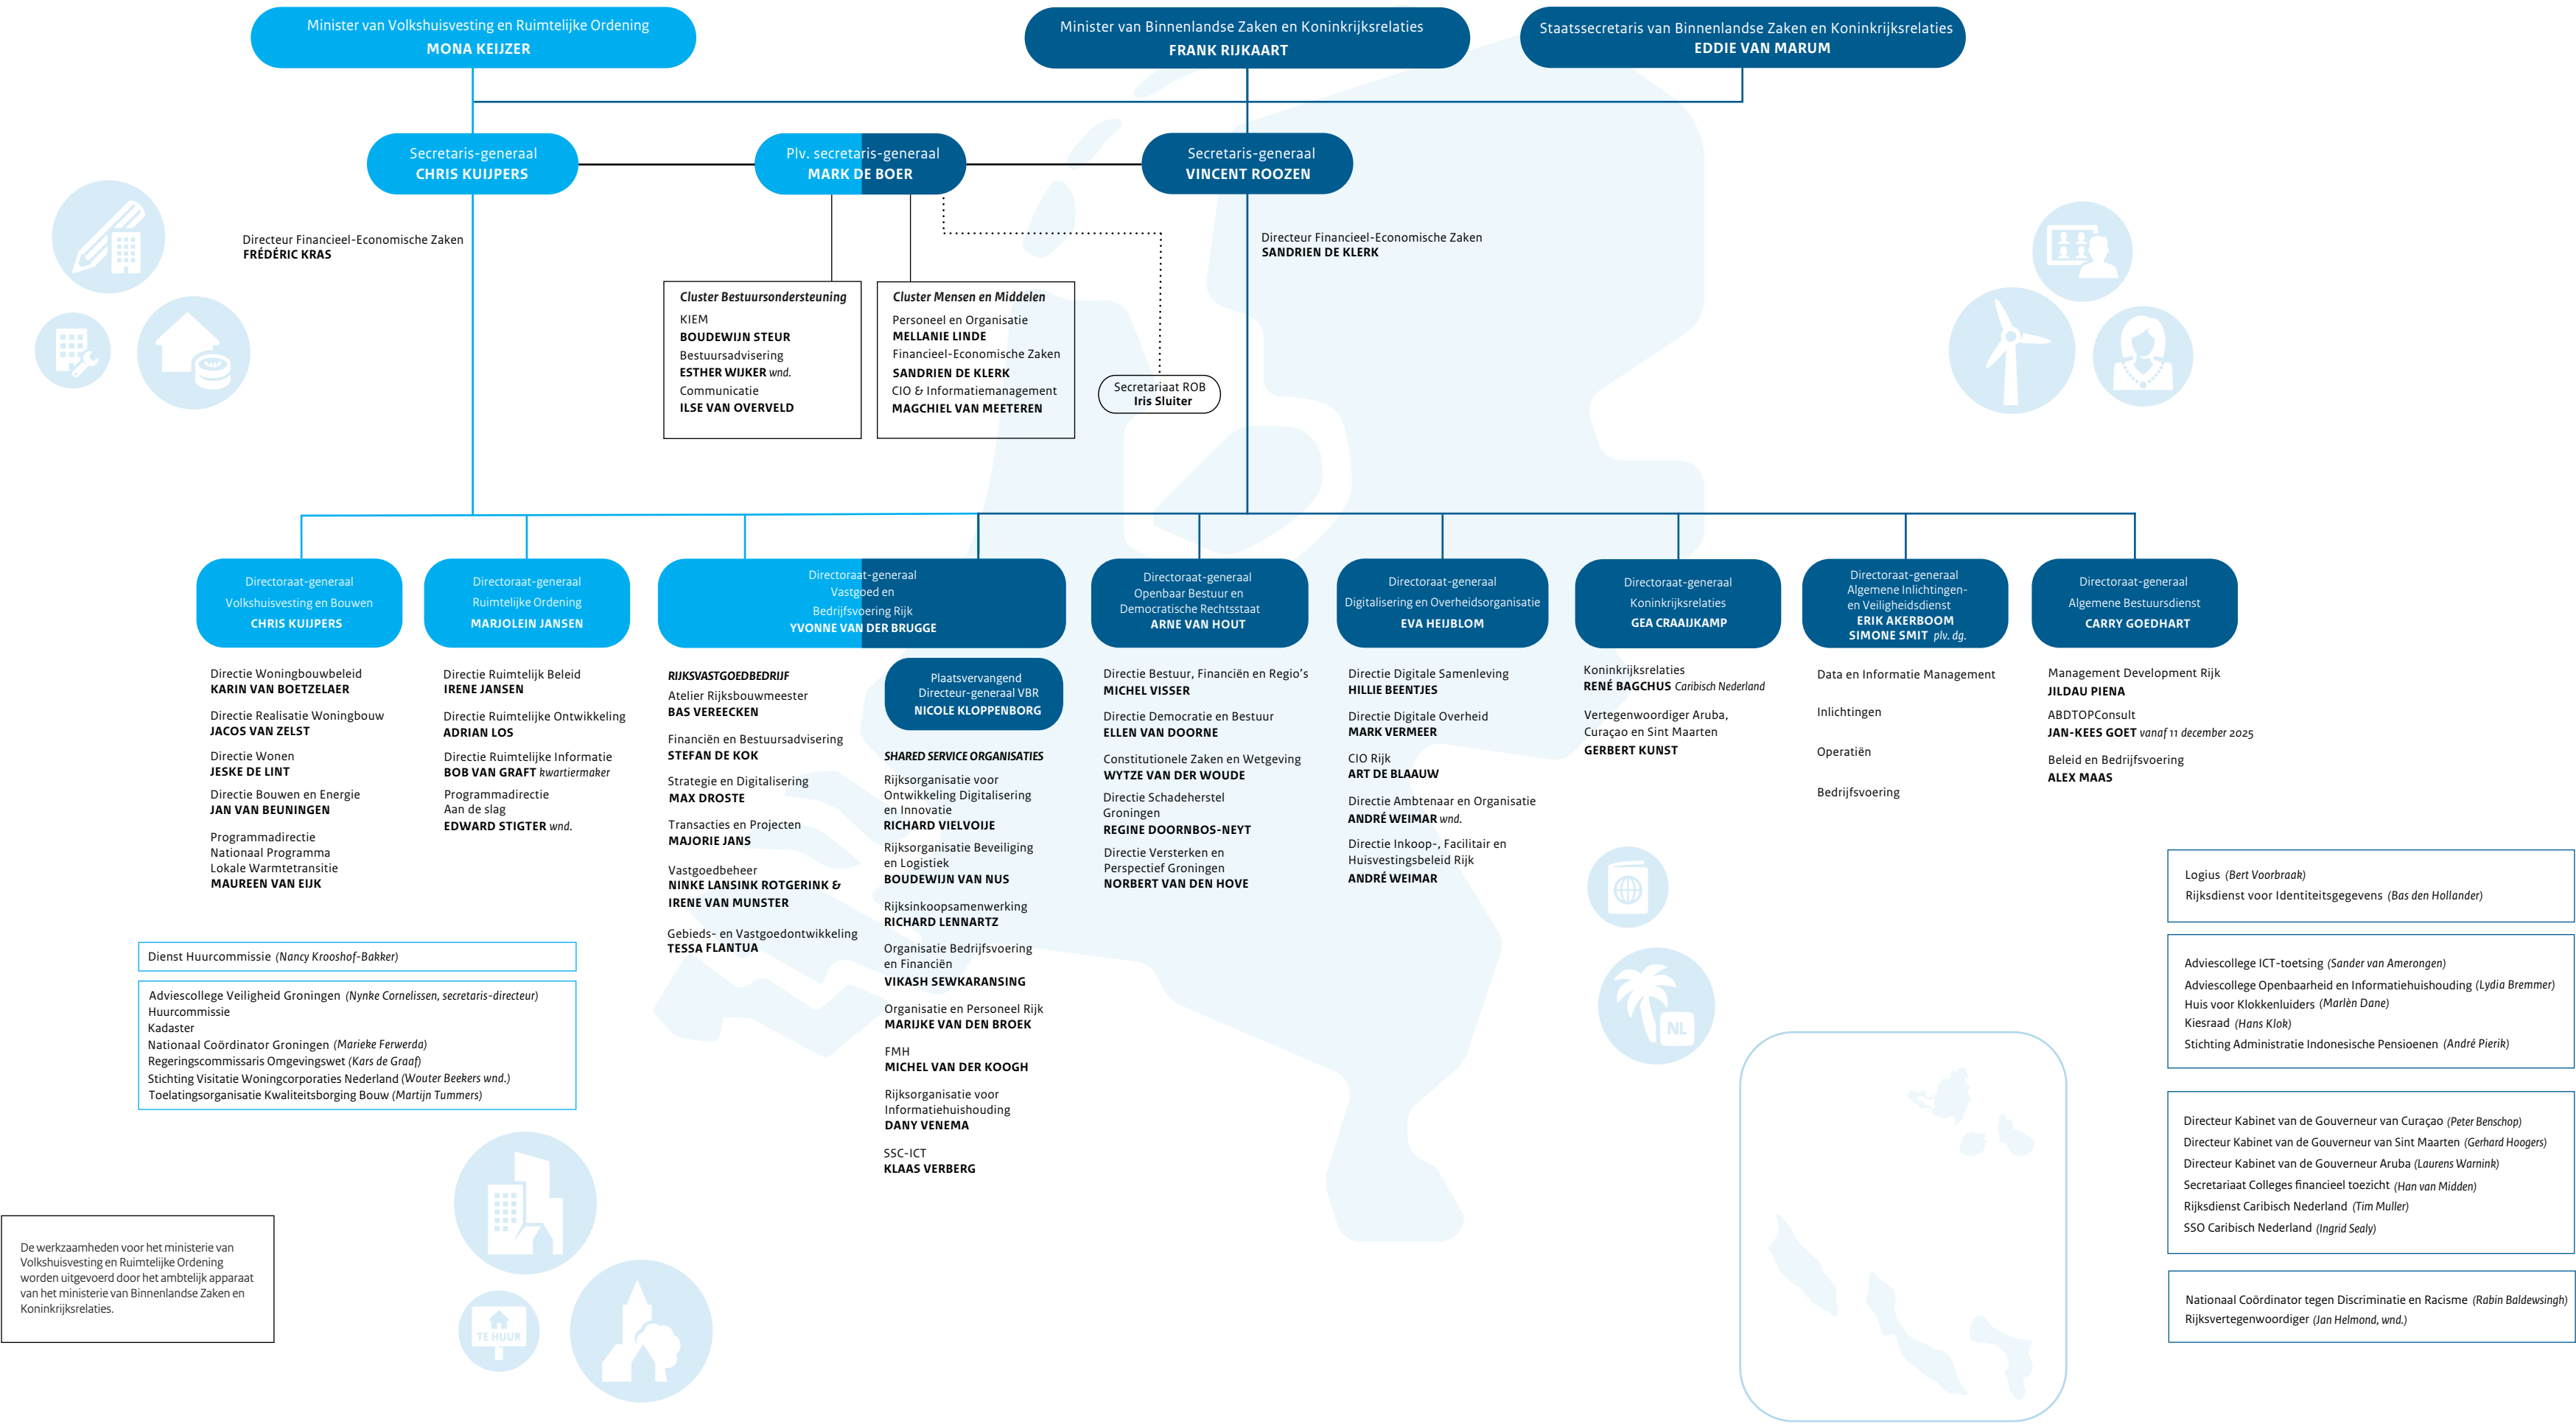 Minister van Volkshuisvesting en Ruimtelijke Ordening
MONA KEIJZER
Minister van Binnenlandse Zaken en Koninkrijksrelaties
FRANK RIJKAART
Staatssecretaris van Binnenlandse Zaken en Koninkrijksrelaties
EDDIE VAN MARUM
Secretaris-generaal
CHRIS KUIJPERS
Plv. secretaris-generaal
MARK DE BOER
Secretaris-generaal
VINCENT ROOZEN
Directeur Financieel-Economische Zaken
FRÉDÉRIC KRAS
Directeur Financieel-Economische Zaken
SANDRIEN DE KLERK
Cluster Bestuursondersteuning
KIEM
BOUDEWIJN STEUR
Bestuursadvisering
ESTHER WIJKER wnd.
Communicatie
ILSE VAN OVERVELD
Cluster Mensen en Middelen
Personeel en Organisatie
MELLANIE LINDE
Financieel-Economische Zaken
SANDRIEN DE KLERK
CIO & Informatiemanagement
MAGCHIEL VAN MEETEREN
Secretariaat ROB
Iris Sluiter
Directoraat-generaal
Volkshuisvesting en Bouwen
CHRIS KUIJPERS
Directie Woningbouwbeleid
KARIN VAN BOETZELAER
Directie Realisatie Woningbouw
JACOS VAN ZELST
Directie Wonen
JESKE DE LINT
Directie Bouwen en Energie
JAN VAN BEUNINGEN
Programmadirectie
Nationaal Programma
Lokale Warmtetransitie
MAUREEN VAN EIJK
Directoraat-generaal
Ruimtelijke Ordening
MARJOLEIN JANSEN
Directie Ruimtelijk Beleid
IRENE JANSEN
Directie Ruimtelijke Ontwikkeling
ADRIAN LOS
Directie Ruimtelijke Informatie
BOB VAN GRAFT kwartiermaker
Programmadirectie
Aan de slag
EDWARD STIGTER wnd.
Directoraat-generaal
Vastgoed en
Bedrijfsvoering Rijk
YVONNE VAN DER BRUGGE
RIJKSVASTGOEDBEDRIJF
Atelier Rijksbouwmeester
BAS VEREECKEN
Financiën en Bestuursadvisering
STEFAN DE KOK
Strategie en Digitalisering
MAX DROSTE
Transacties en Projecten
MAJORIE JANS
Vastgoedbeheer
NINKE LANSINK ROTGERINK &
IRENE VAN MUNSTER
Gebieds- en Vastgoedontwikkeling
TESSA FLANTUA
Plaatsvervangend
Directeur-generaal VBR
NICOLE KLOPPENBORG
SHARED SERVICE ORGANISATIES
Rijksorganisatie voor
Ontwikkeling Digitalisering
en Innovatie
RICHARD VIELVOIJE
Rijksorganisatie Beveiliging
en Logistiek
BOUDEWIJN VAN NUS
Rijksinkoopsamenwerking
RICHARD LENNARTZ
Organisatie Bedrijfsvoering
en Financiën
VIKASH SEWKARANSING
Organisatie en Personeel Rijk
MARIJKE VAN DEN BROEK
FMH
MICHEL VAN DER KOOGH
Rijksorganisatie voor
Informatiehuishouding
DANY VENEMA
SSC-ICT
KLAAS VERBERG
Directoraat-generaal
Openbaar Bestuur en
Democratische Rechtsstaat
ARNE VAN HOUT
Directie Bestuur, Financiën en Regio's
MICHEL VISSER
Directie Democratie en Bestuur
ELLEN VAN DOORNE
Constitutionele Zaken en Wetgeving
WYTZE VAN DER WOUDE
Directie Schadeherstel
Groningen
REGINE DOORNBOS-NEYT
Directie Versterken en
Perspectief Groningen
NORBERT VAN DEN HOVE
Directoraat-generaal
Digitalisering en Overheidsorganisatie
EVA HEIJBLOM
Directie Digitale Samenleving
HILLIE BEENTJES
Directie Digitale Overheid
MARK VERMEER
CIO Rijk
ART DE BLAAUW
Directie Ambtenaar en Organisatie
ANDRÉ WEIMAR wnd.
Directie Inkoop-, Facilitair en
Huisvestingsbeleid Rijk
ANDRÉ WEIMAR
Directoraat-generaal
Koninkrijksrelaties
GEA CRAAIJKAMP
Koninkrijksrelaties
RENÉ BAGCHUS Caribisch Nederland
Vertegenwoordiger Aruba,
Curaçao en Sint Maarten
GERBERT KUNST
Directoraat-generaal
Algemene Inlichtingen-
en Veiligheidsdienst
ERIK AKERBOOM
SIMONE SMIT plv. dg.
Data en Informatie Management
Inlichtingen
Operatiën
Bedrijfsvoering
Directoraat-generaal
Algemene Bestuursdienst
CARRY GOEDHART
Management Development Rijk
JILDAU PIENA
ABDTOPConsult
JAN-KEES GOET vanaf 11 december 2025
Beleid en Bedrijfsvoering
ALEX MAAS
Dienst Huurcommissie (Nancy Krooshof-Bakker)
Adviescollege Veiligheid Groningen (Nynke Cornelissen, secretaris-directeur)
Huurcommissie
Kadaster
Nationaal Coördinator Groningen (Marieke Ferwerda)
Regeringscommissaris Omgevingswet (Kars de Graaf)
Stichting Visitatie Woningcorporaties Nederland (Wouter Beekers wnd.)
Toelatingsorganisatie Kwaliteitsborging Bouw (Martijn Tummers)
Logius (Bert Voorbraak)
Rijksdienst voor Identiteitsgegevens (Bas den Hollander)
Adviescollege ICT-toetsing (Sander van Amerongen)
Adviescollege Openbaarheid en Informatiehuishouding (Lydia Bremmer)
Huis voor Klokkenluiders (Marlèn Dane)
Kiesraad (Hans Klok)
Stichting Administratie Indonesische Pensioenen (André Pierik)
Directeur Kabinet van de Gouverneur van Curaçao (Peter Benschop)
Directeur Kabinet van de Gouverneur van Sint Maarten (Gerhard Hoogers)
Directeur Kabinet van de Gouverneur Aruba (Laurens Warnink)
Secretariaat Colleges financieel toezicht (Han van Midden)
Rijksdienst Caribisch Nederland (Tim Muller)
SSO Caribisch Nederland (Ingrid Sealy)
Nationaal Coördinator tegen Discriminatie en Racisme (Rabin Baldewsingh)
Rijksvertegenwoordiger (Jan Helmond, wnd.)
NL
De werkzaamheden voor het ministerie van
Volkshuisvesting en Ruimtelijke Ordening
worden uitgevoerd door het ambtelijk apparaat
van het ministerie van Binnenlandse Zaken en
Koninkrijksrelaties.
TE HUUR